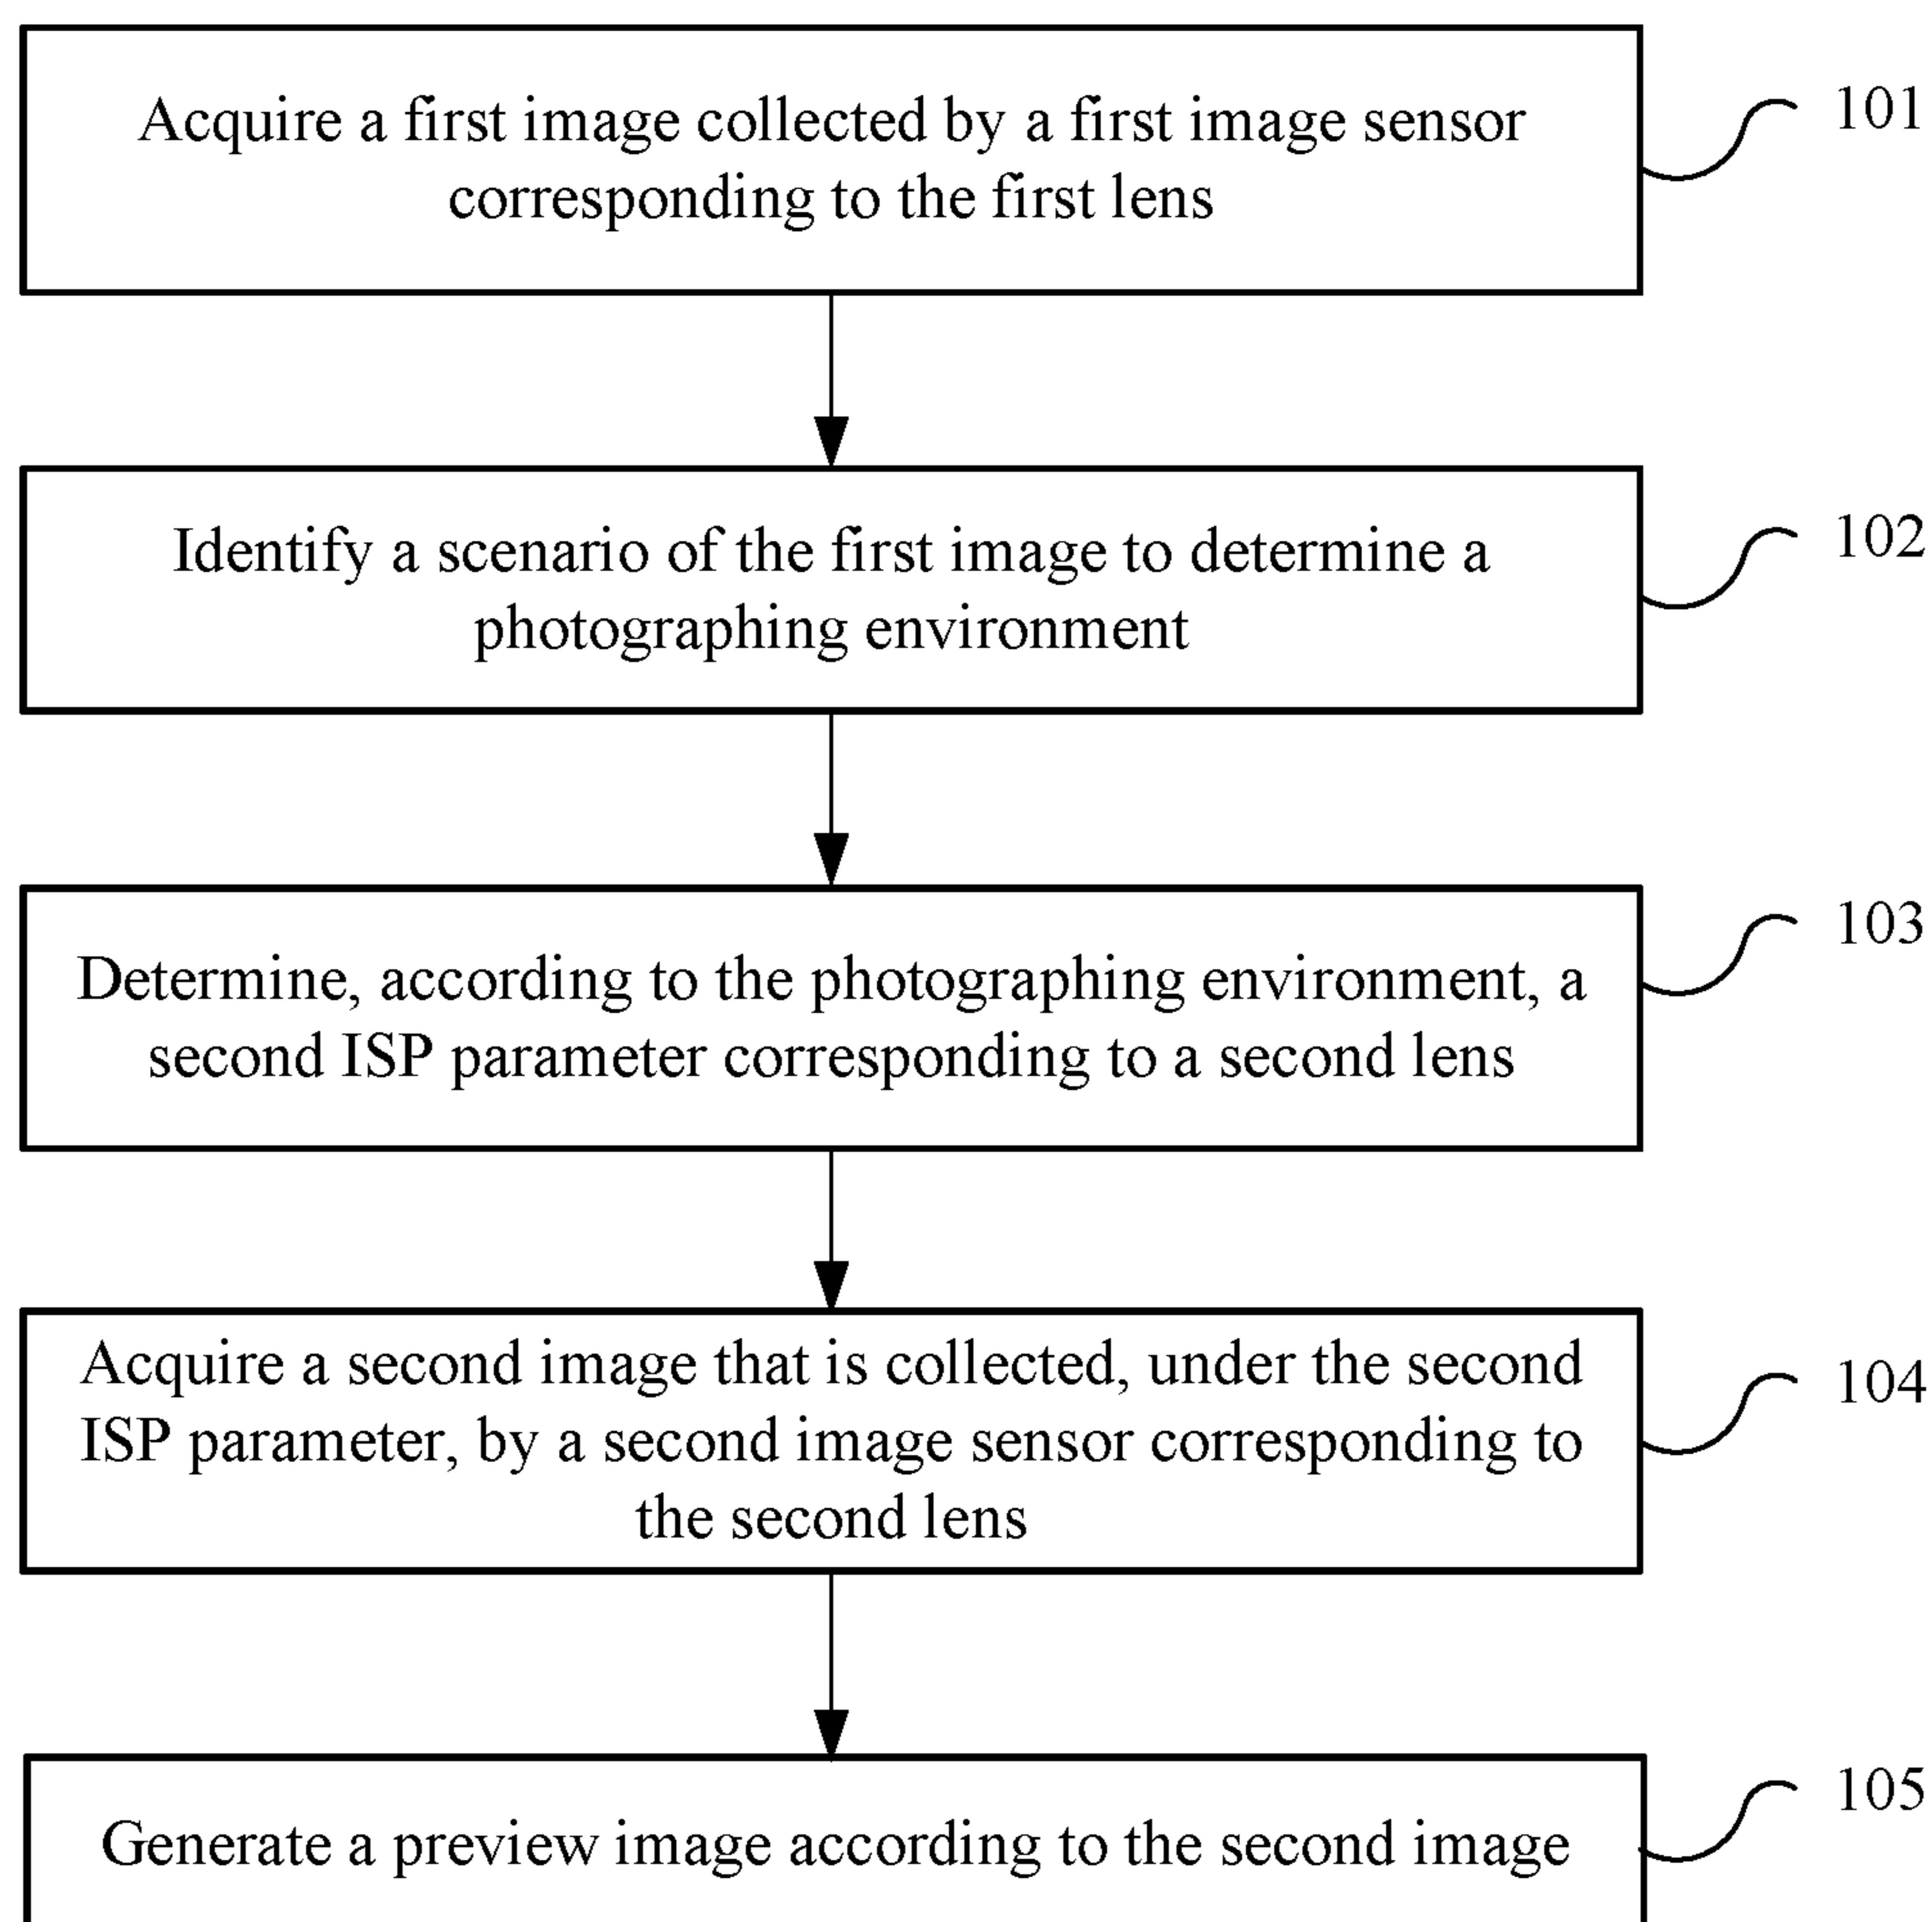 Acquire a first image collected by a first image sensor
corresponding to the first lens
101
Identify a scenario of the first image to determine a
photographing environment
102
Determine, according to the photographing environment, a
second ISP parameter corresponding to a second lens
103
Acquire a second image that is collected, under the second
ISP parameter, by a second image sensor corresponding to
the second lens
104
Generate a preview image according to the second image
105